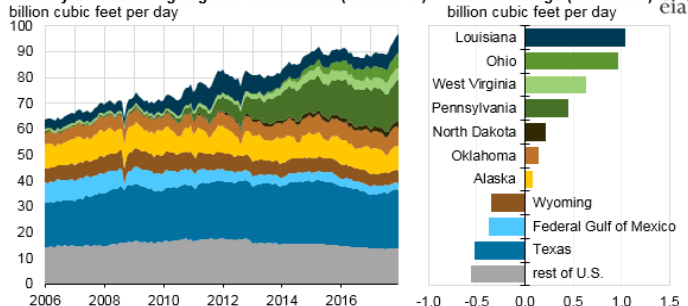 eia
billion cubic feet per day
100
90
80
70
60
50
40
30
20
10
0
2006 2008 2010 2012 2014 2016
billion cubic feet per day
Louisiana
Ohio
West Virginia
Pennsylvania
North Dakota
Oklahoma
Alaska
Wyoming
Federal Gulf of Mexico
Texas
rest of U.S.
-1.0 -0.5 0.0 0.5 1.0 1.5